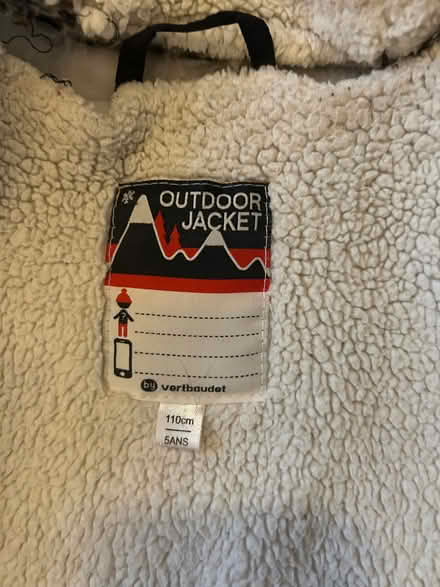 OUTDOOR
JACKET
by vertbaudet
110cm
5ANS